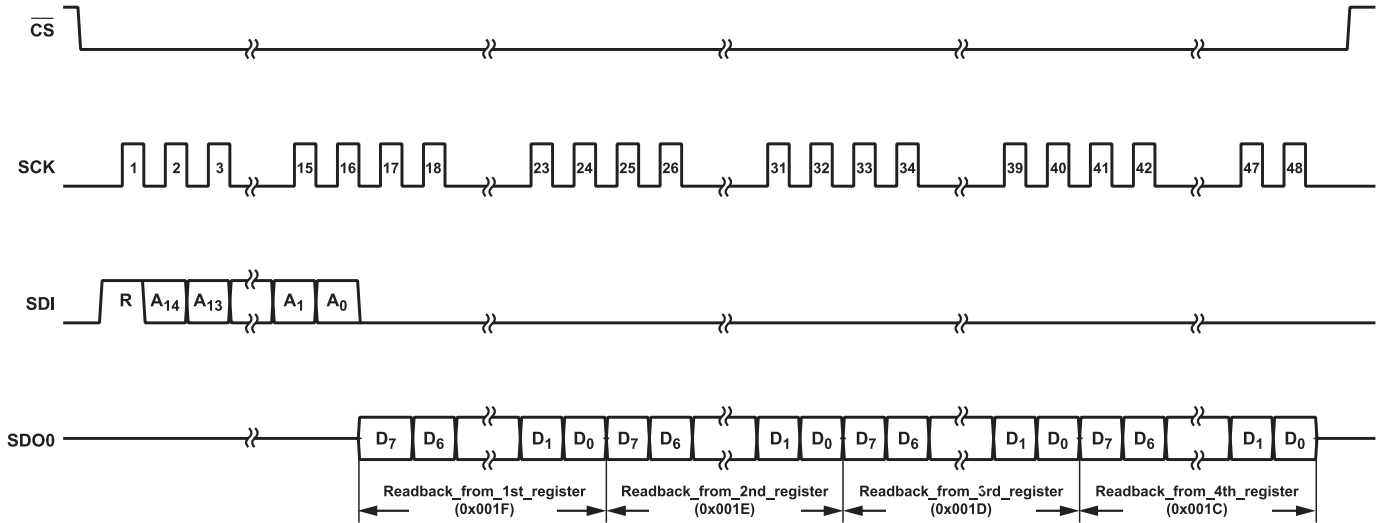 CS
SCK 1 2 3 15 16 17 18 23 24 25 26 31 32 33 34 39 40 41 42 47 48
SDI R A14 A13 A1 A0
SDO0 D7 D6 D1 D0 D7 D6 D1 D0 D7 D6 D1 D0 D7 D6 D1 D0
Readback_from_1st_register Readback_from_2nd_register Readback_from_3rd_register Readback_from_4th_register
(0x001F) (0x001E) (0x001D) (0x001C)